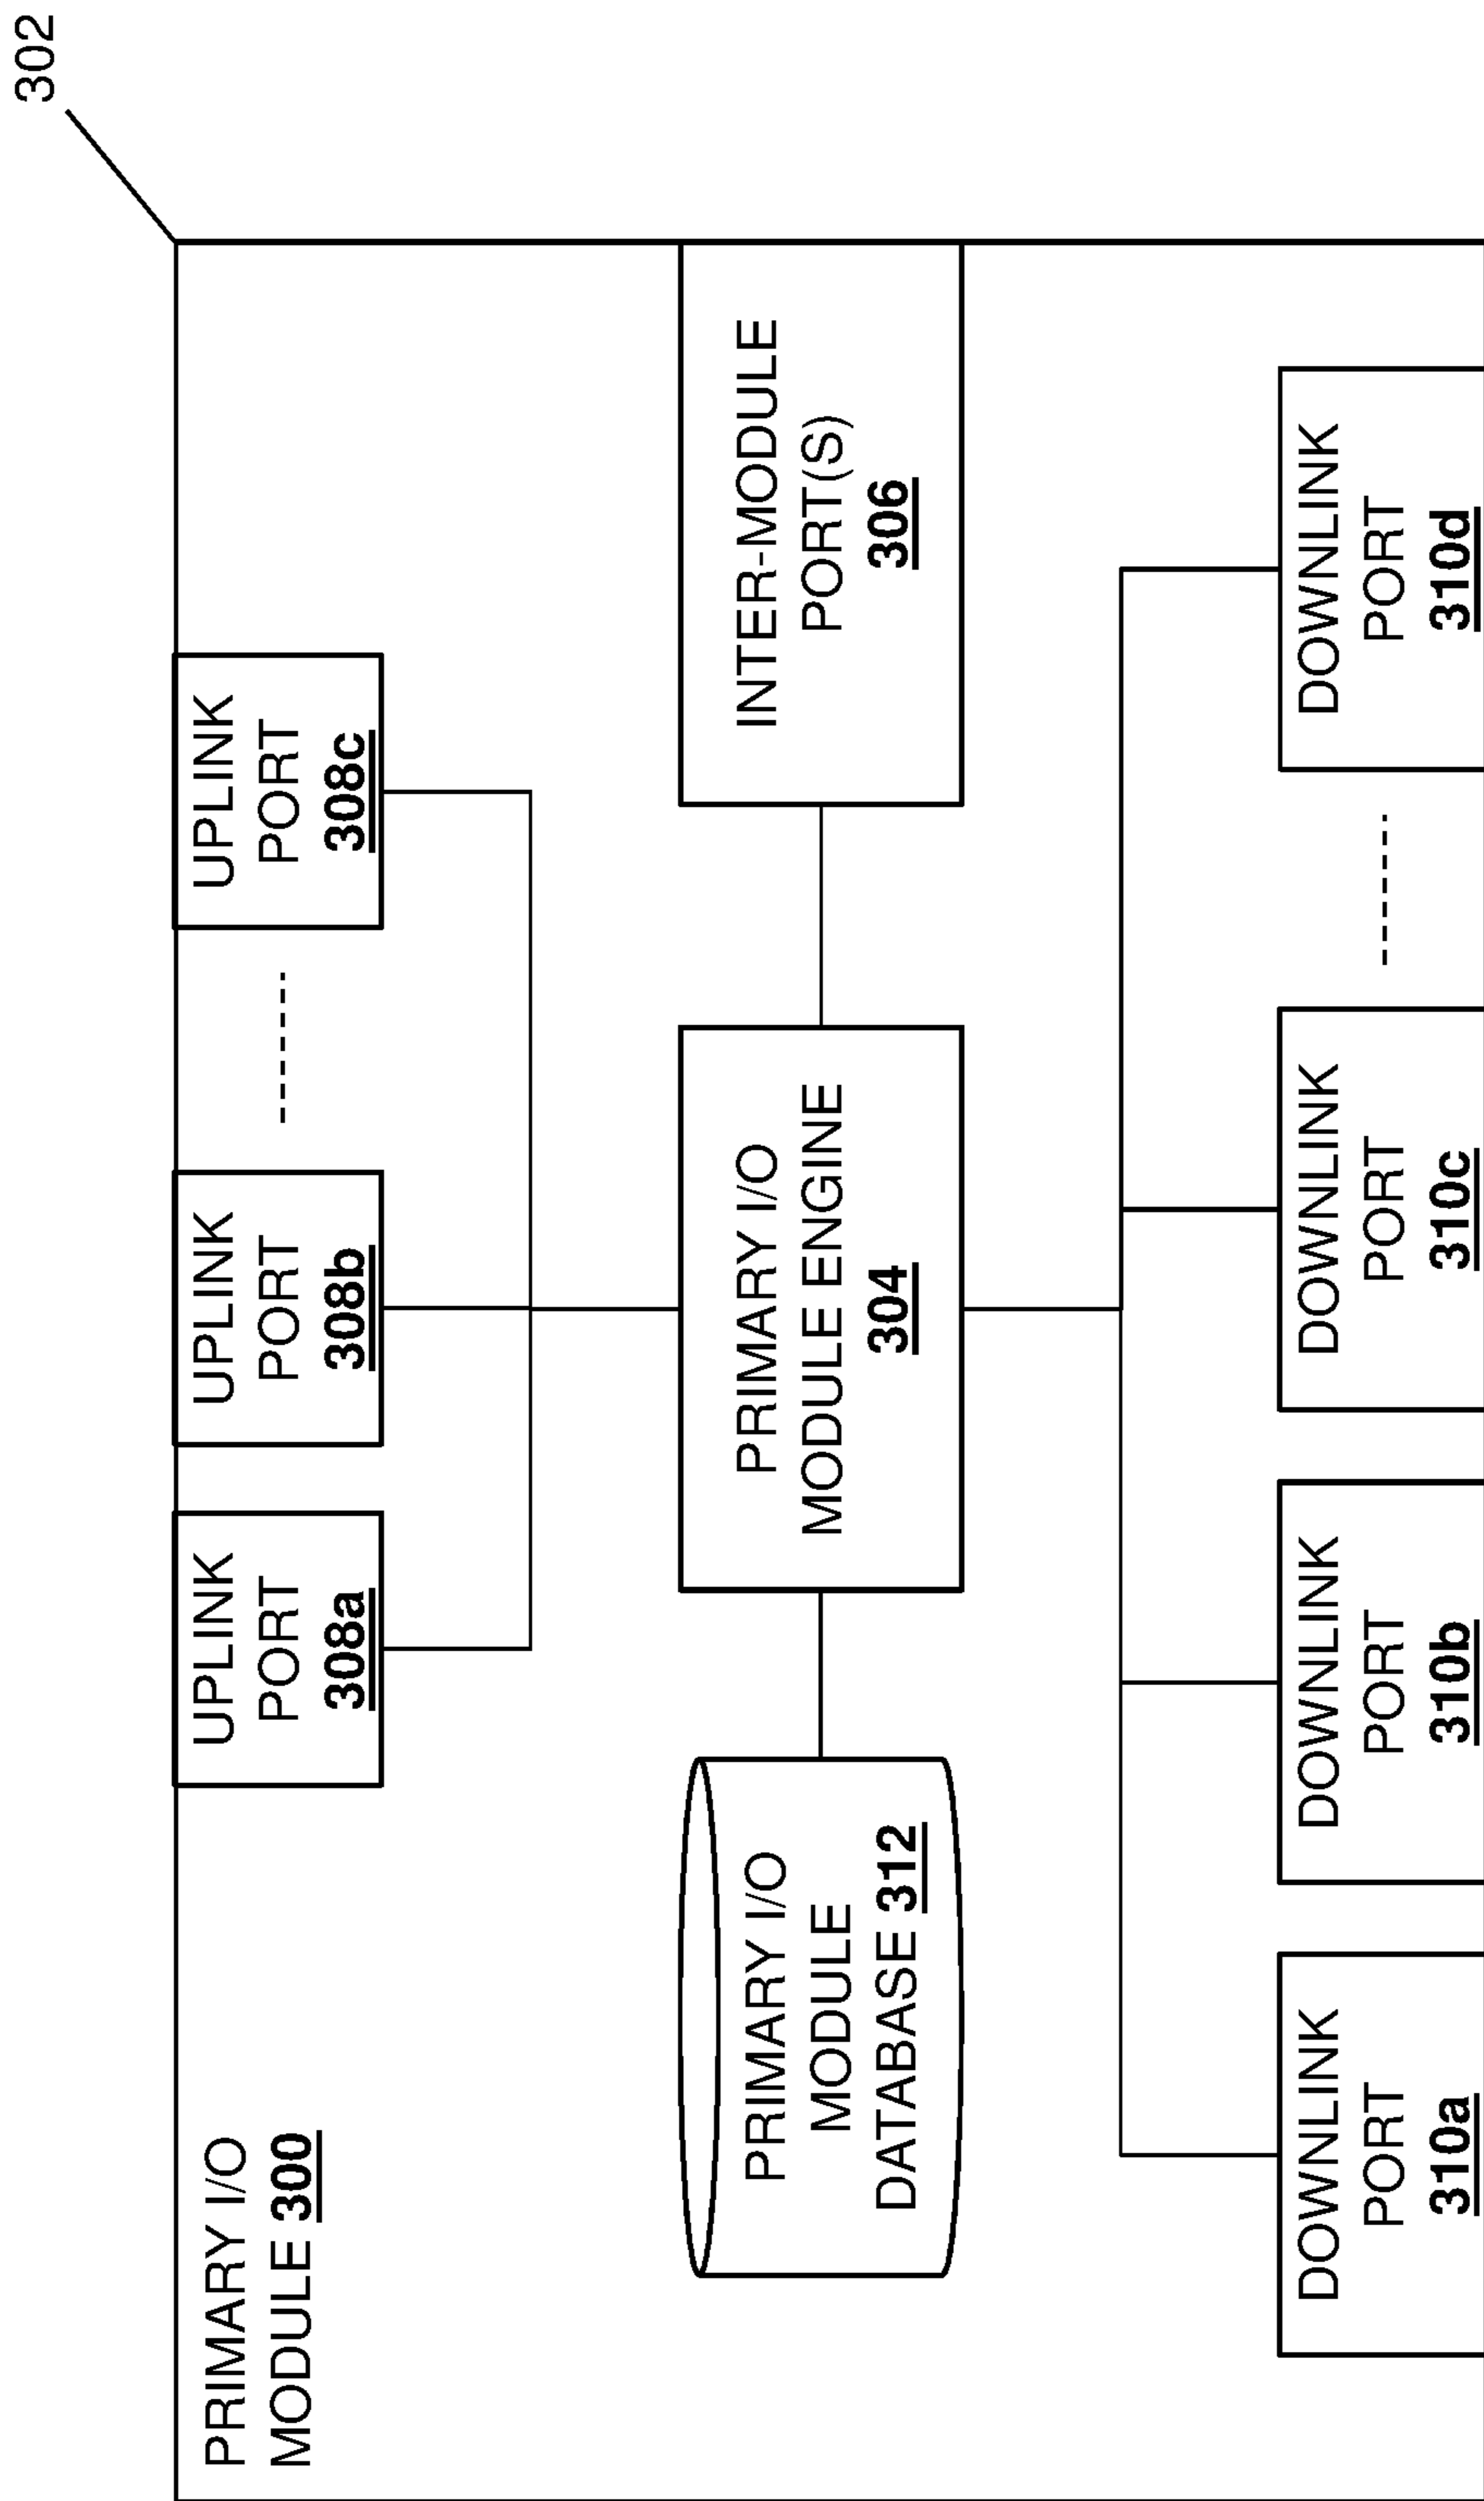 302
PRIMARY I/O
MODULE 300
UPLINK
PORT
308a
UPLINK
PORT
308b
UPLINK
PORT
308c
PRIMARY I/O
MODULE
DATABASE 312
PRIMARY I/O
MODULE ENGINE
304
INTER-MODULE
PORT(S)
306
DOWNLINK
PORT
310a
DOWNLINK
PORT
310b
DOWNLINK
PORT
310c
DOWNLINK
PORT
310d